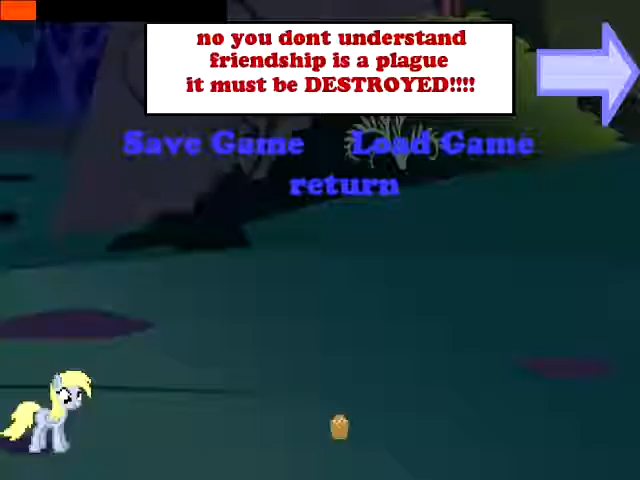 no you dont understand
friendship is a plague
it must be DESTROYED!!!!
Save Game Load Game
return